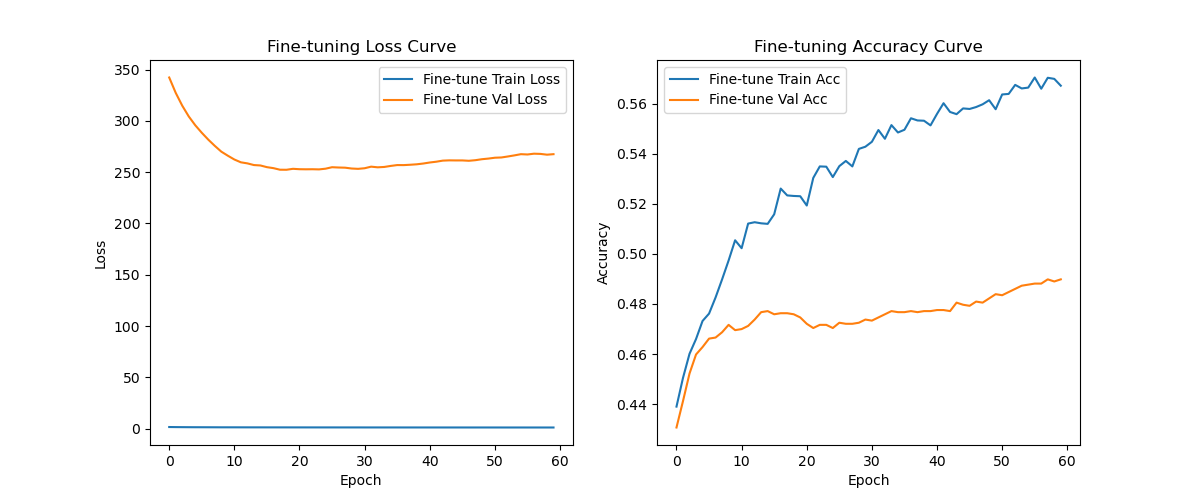 Fine-tuning Loss Curve
350
300
250
200
150
100
50
0
Loss
Fine-tune Train Loss
Fine-tune Val Loss
0 10 20 30 40 50 60
Epoch
Fine-tuning Accuracy Curve
0.56
0.54
0.52
0.50
0.48
0.46
0.44
Accuracy
Fine-tune Train Acc
Fine-tune Val Acc
0 10 20 30 40 50 60
Epoch